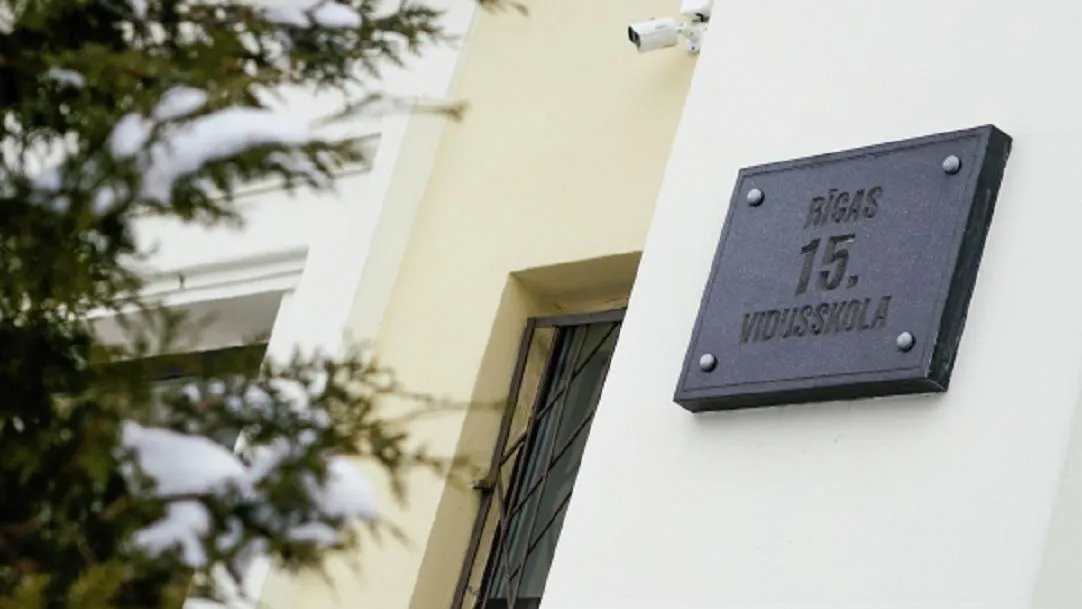 RĪGAS
15.
VIDUSSKOLA